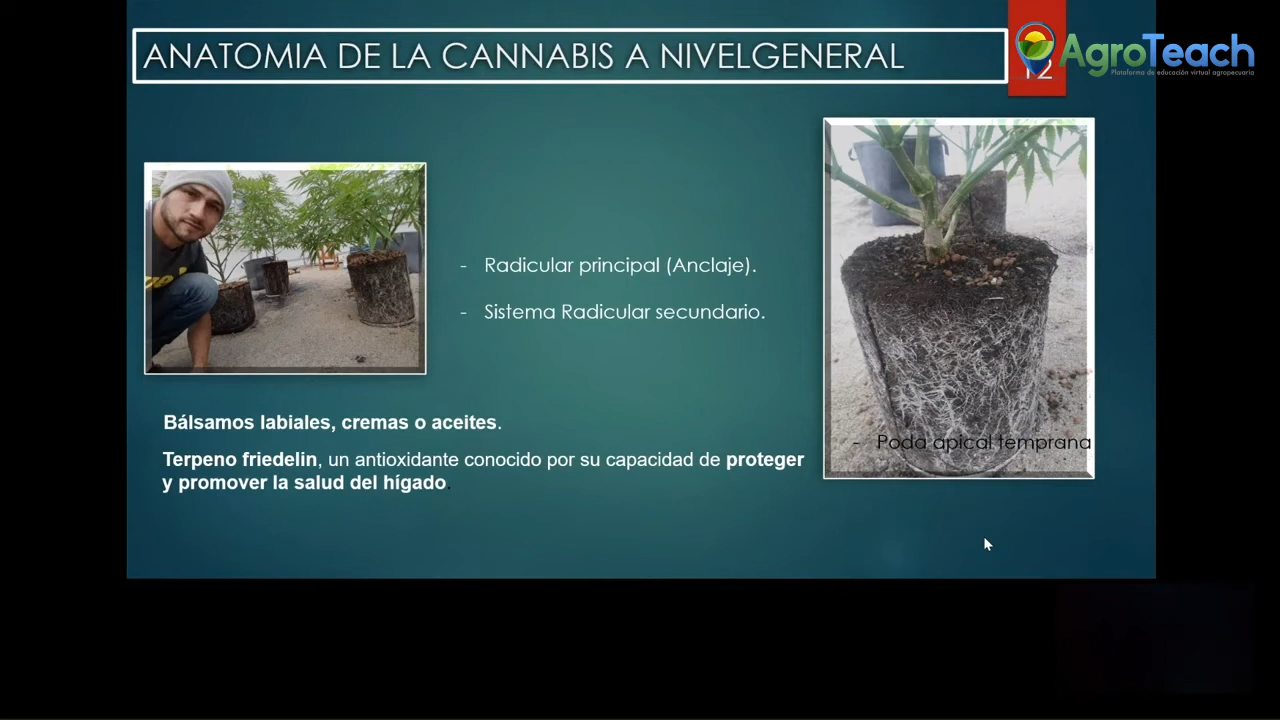 ANATOMIA DE LA CANNABIS A NIVELGENERAL
12
AgroTeach
Plataforma de educación virtual agropecuaria
- Radicular principal (Anclaje).
- Sistema Radicular secundario.
Bálsamos labiales, cremas o aceites.
Terpeno friedelin, un antioxidante conocido por su capacidad de proteger
y promover la salud del hígado.
- Poda apical temprana